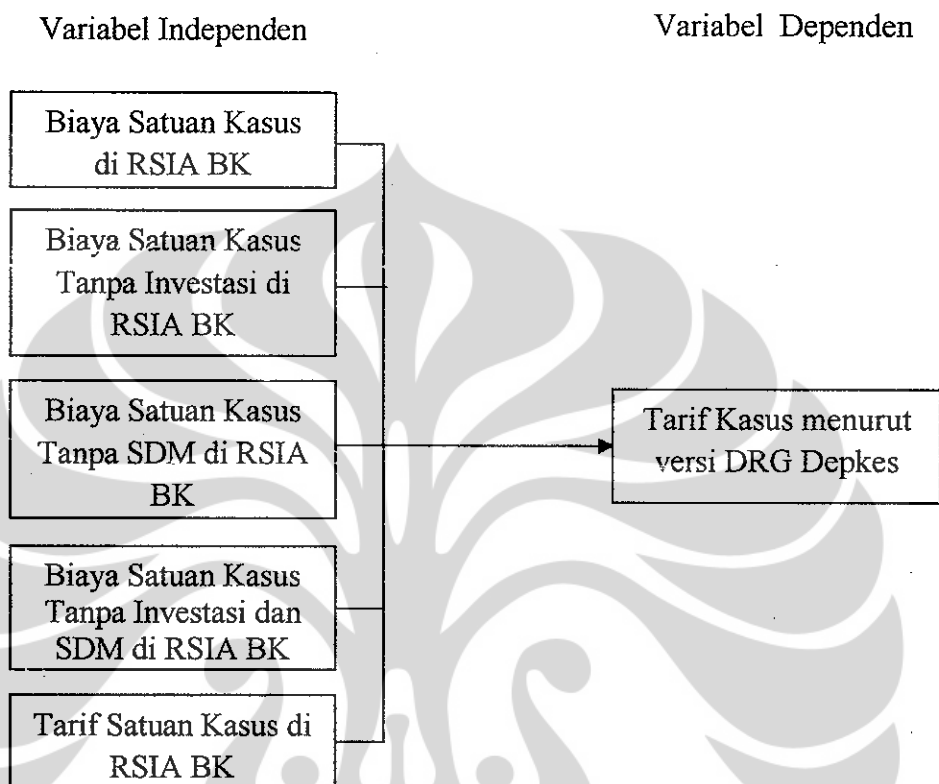 Variabel Independen
Variabel Dependen
Biaya Satuan Kasus
di RSIA BK
Biaya Satuan Kasus
Tanpa Investasi di
RSIA BK
Biaya Satuan Kasus
Tanpa SDM di RSIA
BK
Biaya Satuan Kasus
Tanpa Investasi dan
SDM di RSIA BK
Tarif Satuan Kasus di
RSIA BK
Tarif Kasus menurut
versi DRG Depkes